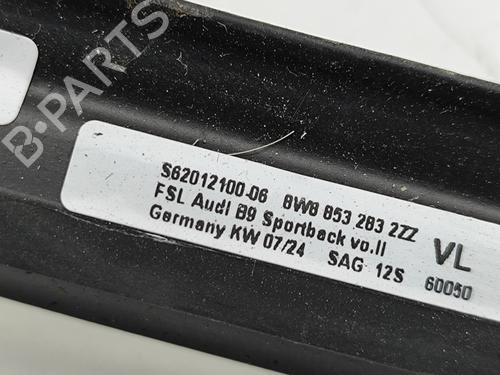 B-PARTS
S62012100-06 8W8 853 283 2ZZ
FSL Audi B9 Sportback vo.li
Germany KW 07/24 SAG 12S 60050
VL